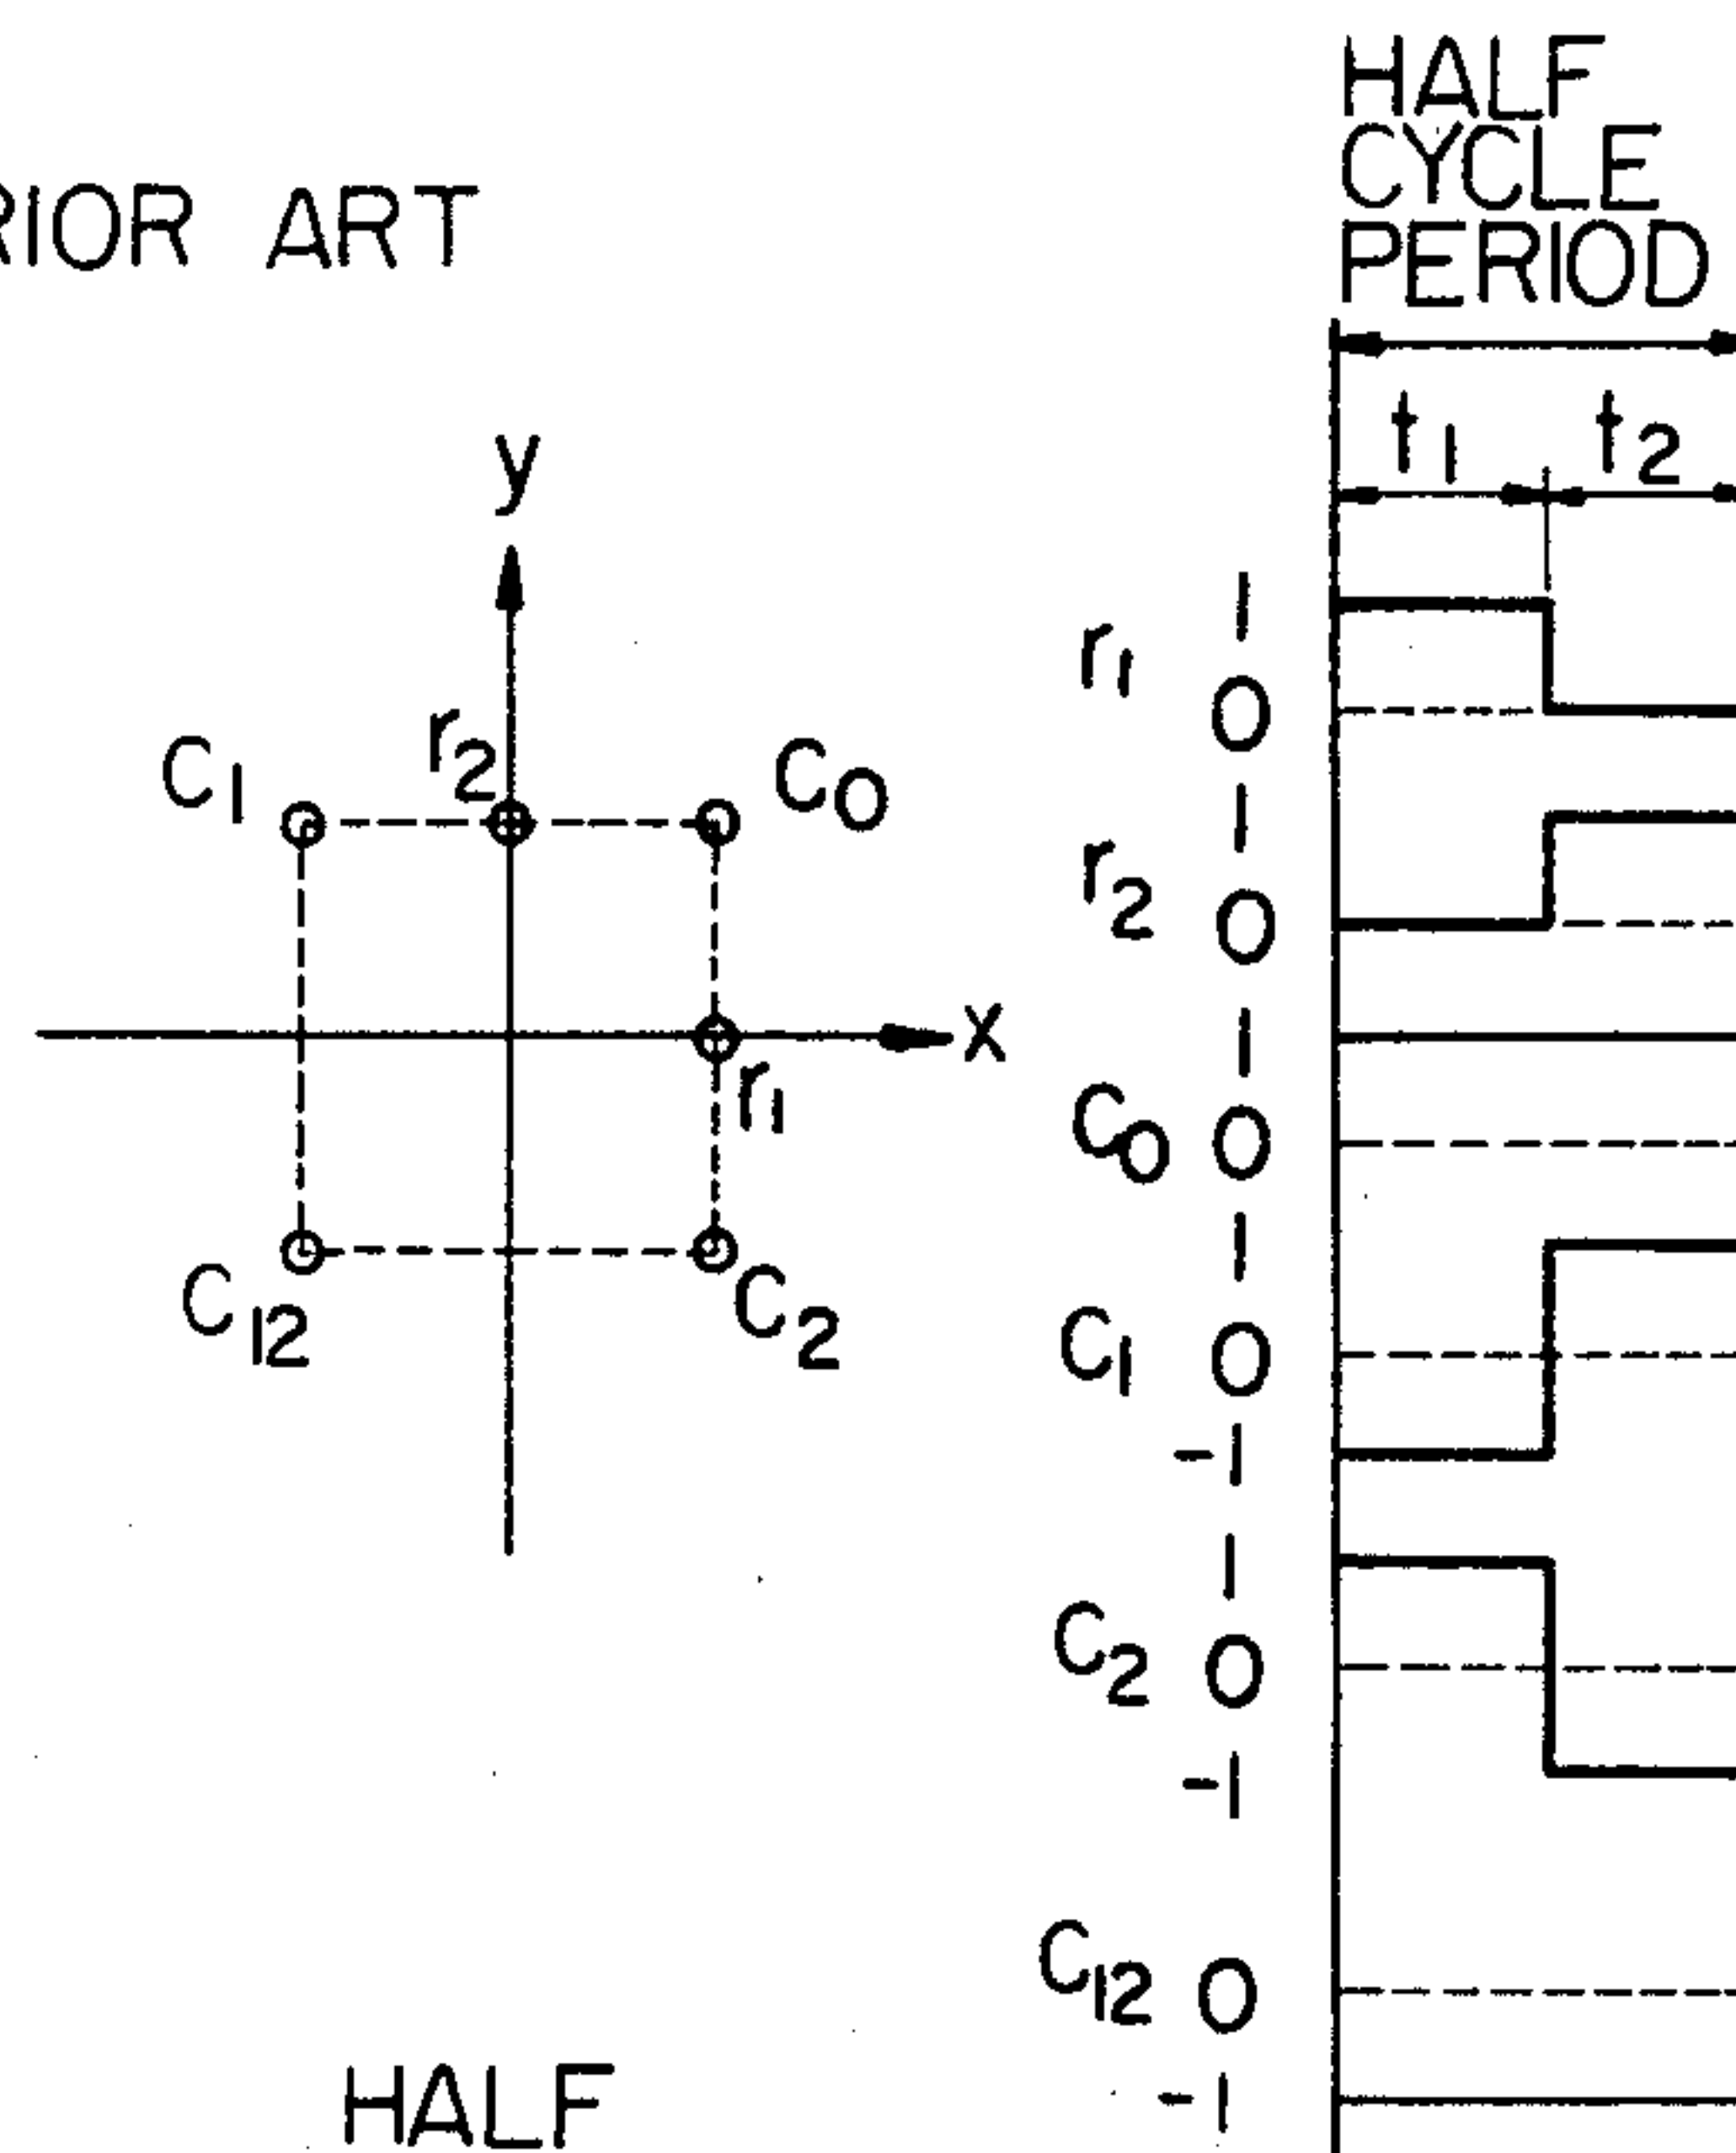 RIOR ART
y
r2
C1
C0
x
r1
C12
C2
HALF
HALF
CYCLE
PERIOD
t1 t2
1
r1 0
1
r2 0
1
C0 0
1
C1 0
-1
1
C2 0
-1
C12 0
-1